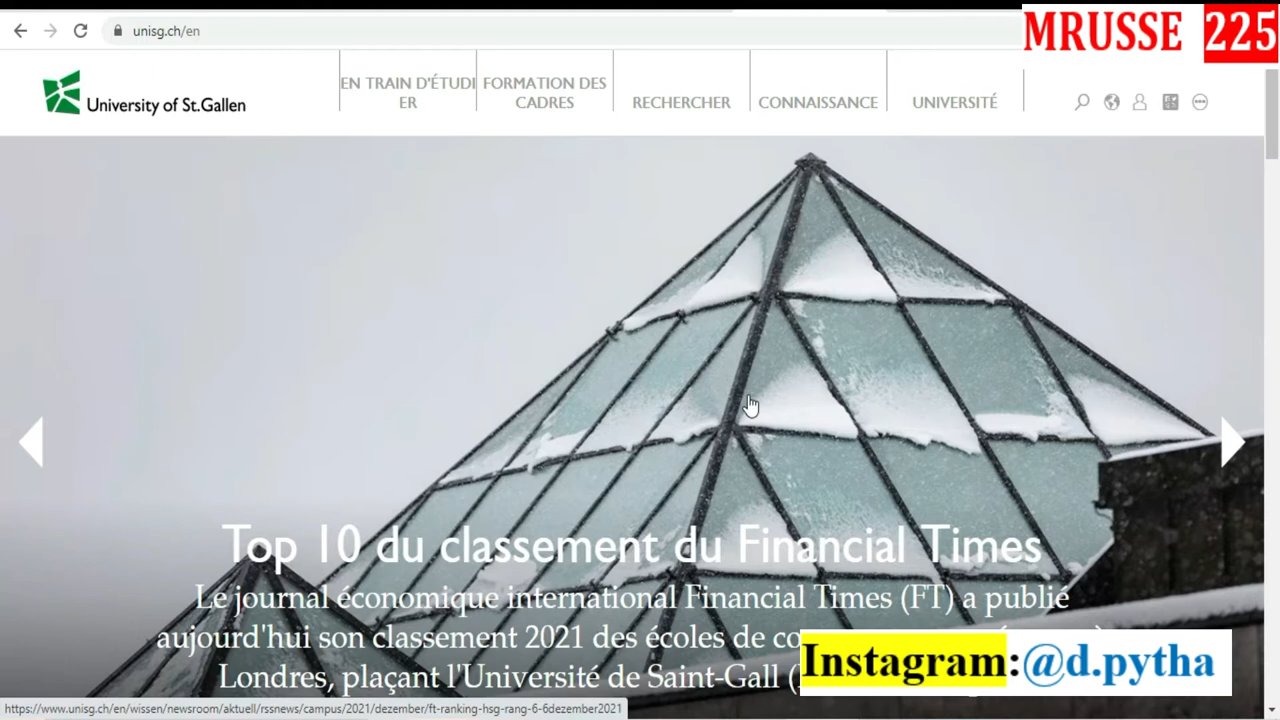 unisg.ch/en
MRUSSE 225
University of St.Gallen
EN TRAIN D'ÉTUDI
ER
FORMATION DES
CADRES
RECHERCHER
CONNAISSANCE
UNIVERSITÉ
Top 10 du classement du Financial Times
Le journal économique international Financial Times (FT) a publié
aujourd'hui son classement 2021 des écoles de
Londres, plaçant l'Université de Saint-Gall (
Instagram:@d.pytha
https://www.unisg.ch/en/wissen/newsroom/aktuell/rssnews/campus/2021/dezember/ft-ranking-hsg-rang-6-6dezember2021